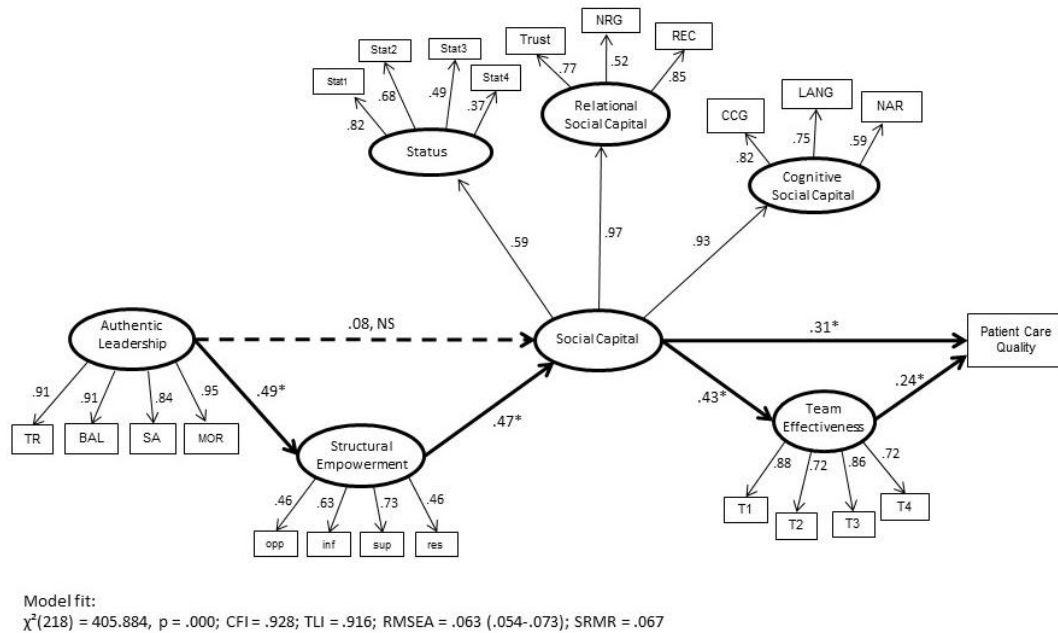 NRG
Trust
REC
Stat2
Stat3
Stat1
Stat4
.77
.52
.85
.82
.68
.49
.37
Status
Relational
Social Capital
CCG
LANG
NAR
.82
.75
.59
Cognitive
Social Capital
.59
.97
.93
Authentic
Leadership
.08, NS
Social Capital
.31*
Patient Care
Quality
.91
.91
.84
.95
TR
BAL
SA
MOR
.49*
.47*
.43*
.24*
Structural
Empowerment
Team
Effectiveness
.46
.63
.73
.46
opp
inf
sup
res
.88
.72
.86
.72
T1
T2
T3
T4
Model fit:
χ²(218) = 405.884, p = .000; CFI = .928; TLI = .916; RMSEA = .063 (.054-.073); SRMR = .067